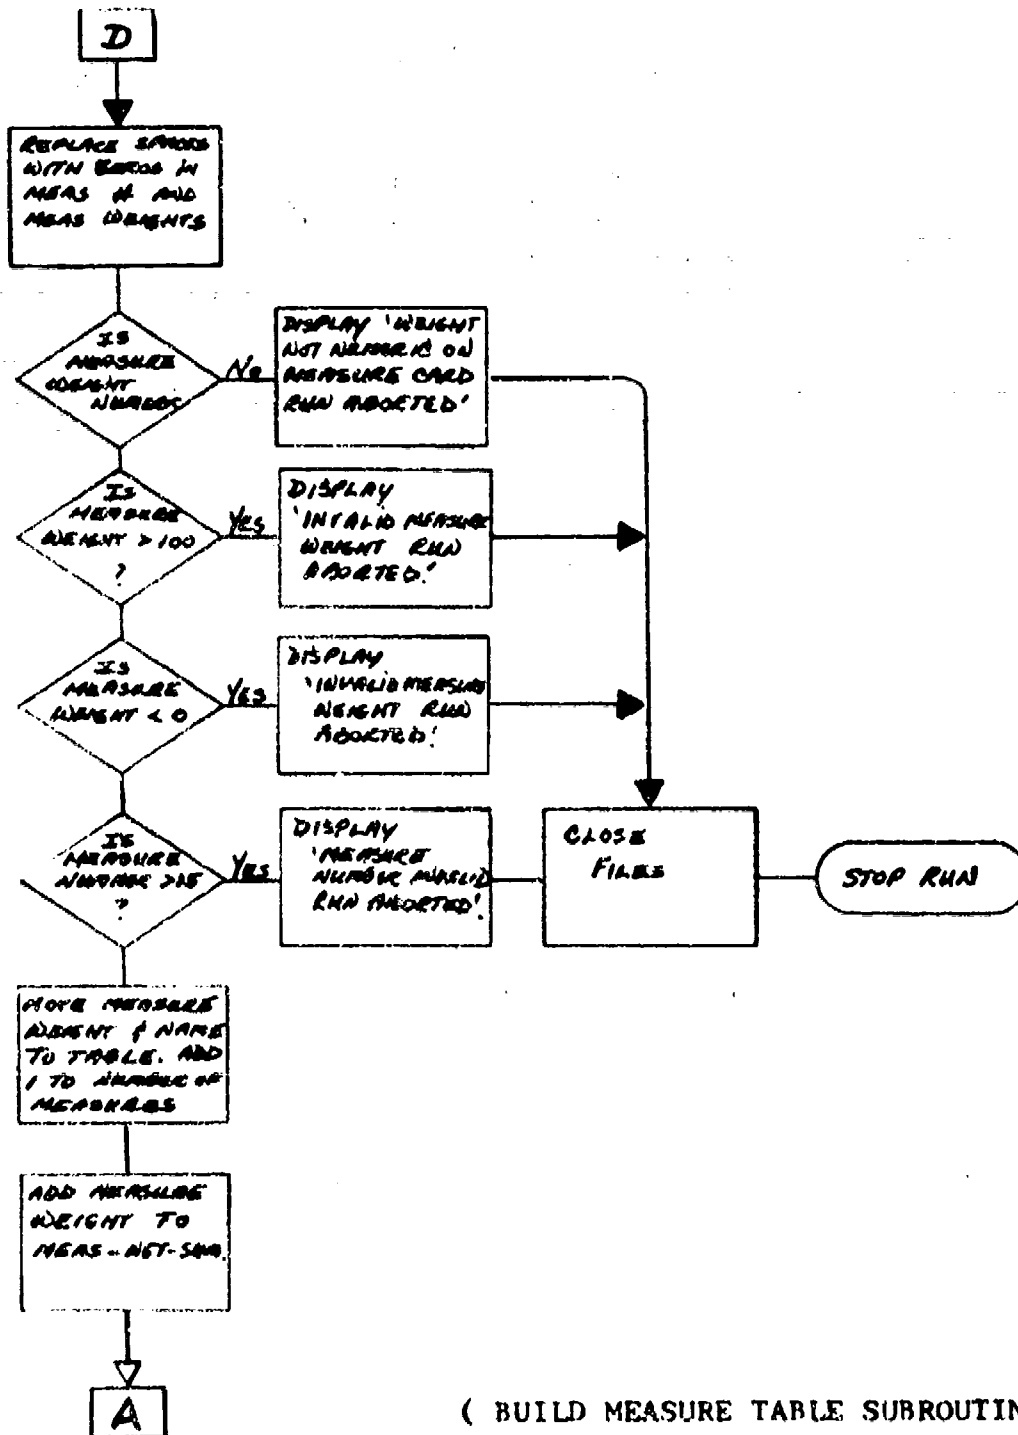 D
REPLACE SPACES
WITH ZEROS IN
MEAS # AND
MEAS WEIGHTS
IS
MEASURE
WEIGHT
NUMERIC
No
DISPLAY 'WEIGHT
NOT NUMERIC ON
MEASURE CARD
RUN ABORTED'
IS
MEASURE
WEIGHT > 100
?
YES
DISPLAY
'INVALID MEASURE
WEIGHT RUN
ABORTED.'
IS
MEASURE
WEIGHT < 0
YES
DISPLAY
'INVALID MEASURE
WEIGHT RUN
ABORTED.'
IS
MEASURE
NUMBER >15
?
YES
DISPLAY
'MEASURE
NUMBER INVALID
RUN ABORTED'.
CLOSE
FILES
STOP RUN
MOVE MEASURE
WEIGHT & NAME
TO TABLE. ADD
1 TO NUMBER OF
MEASURES
ADD MEASURE
WEIGHT TO
MEAS-NET-
A
( BUILD MEASURE TABLE SUBROUTIN